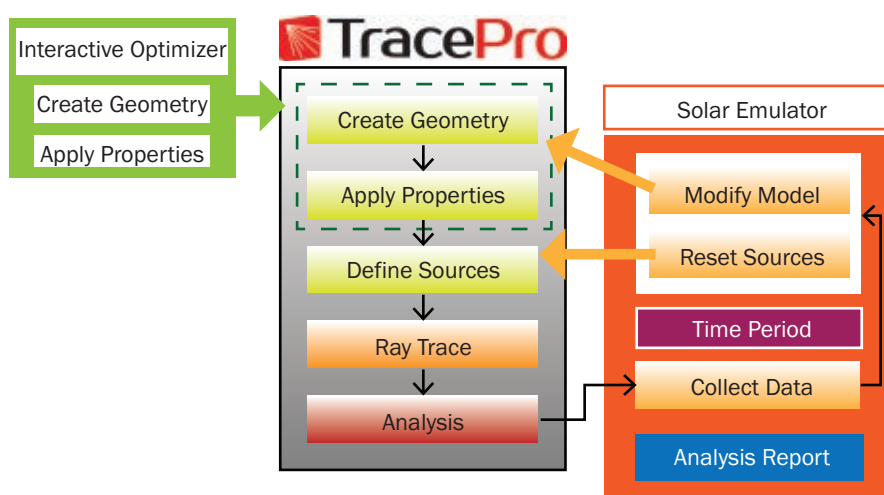 Interactive Optimizer
Create Geometry
Apply Properties
TracePro
Create Geometry
Apply Properties
Define Sources
Ray Trace
Analysis
Solar Emulator
Modify Model
Reset Sources
Time Period
Collect Data
Analysis Report